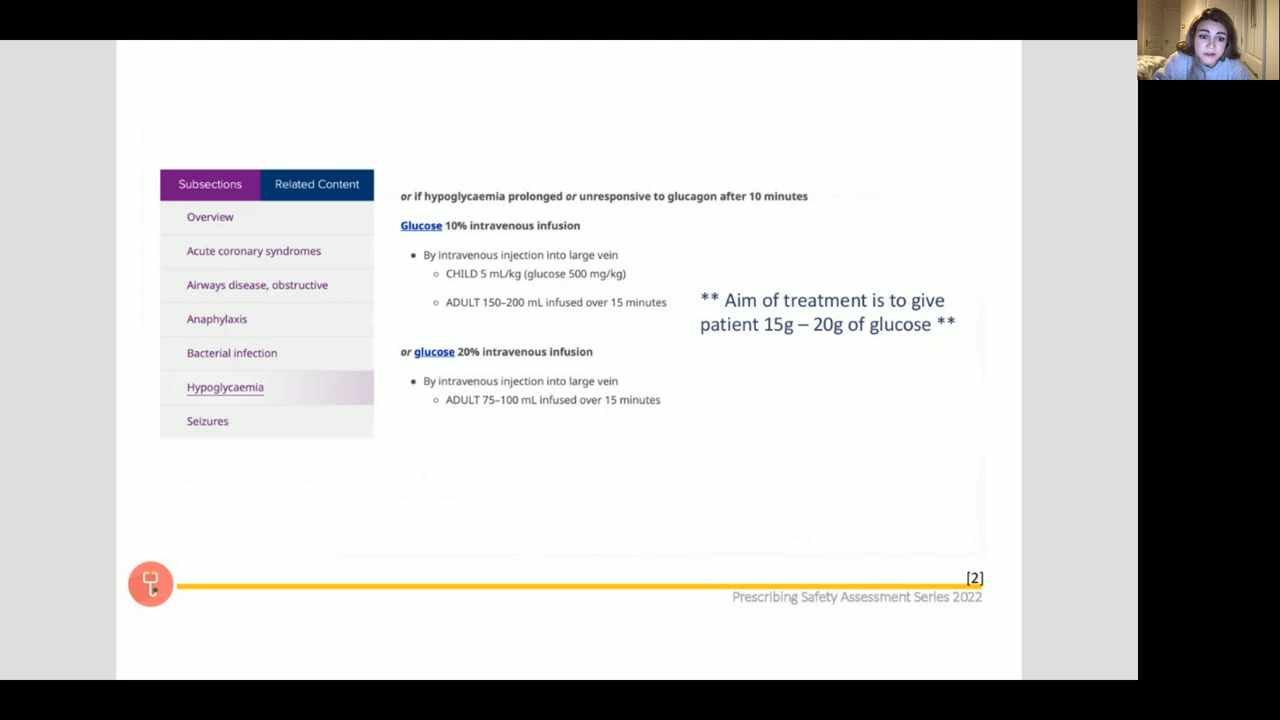 Subsections
Related Content
Overview
Acute coronary syndromes
Airways disease, obstructive
Anaphylaxis
Bacterial infection
Hypoglycaemia
Seizures
or if hypoglycaemia prolonged or unresponsive to glucagon after 10 minutes
Glucose 10% intravenous infusion
• By intravenous injection into large vein
○ CHILD 5 mL/kg (glucose 500 mg/kg)
○ ADULT 150–200 mL infused over 15 minutes
or glucose 20% intravenous infusion
• By intravenous injection into large vein
○ ADULT 75–100 mL infused over 15 minutes
** Aim of treatment is to give
patient 15g – 20g of glucose **
[2]
Prescribing Safety Assessment Series 2022